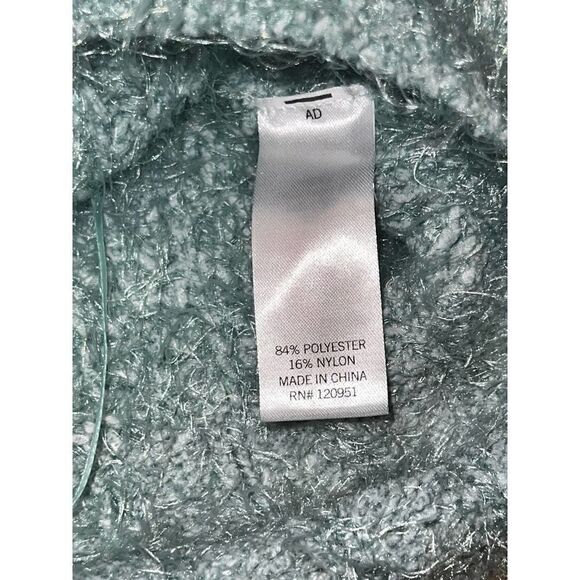 AD
84% POLYESTER
16% NYLON
MADE IN CHINA
RN# 120951